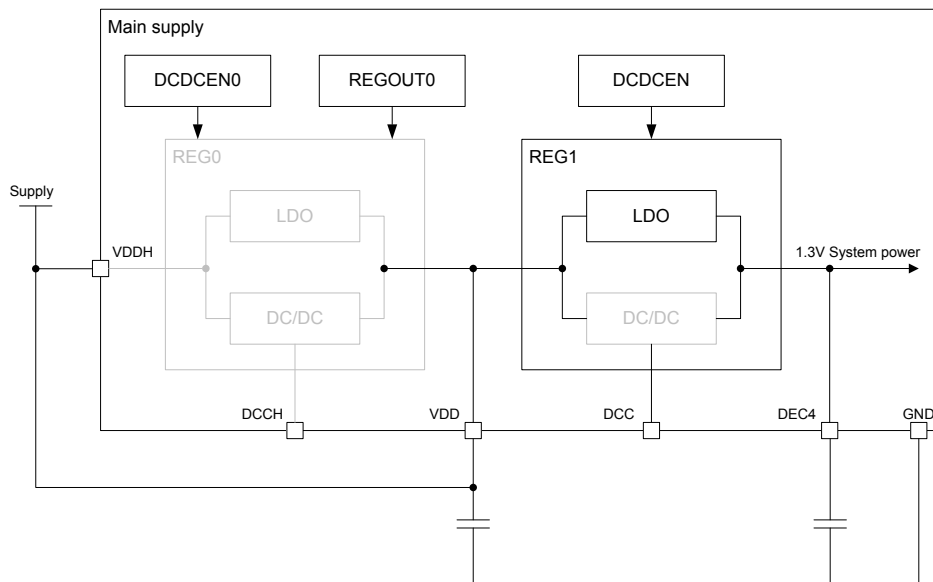 Main supply
DCDCEN0
REGOUT0
DCDCEN
REG0
REG1
Supply
LDO
LDO
VDDH
1.3V System power
DC/DC
DC/DC
DCCH
VDD
DCC
DEC4
GND